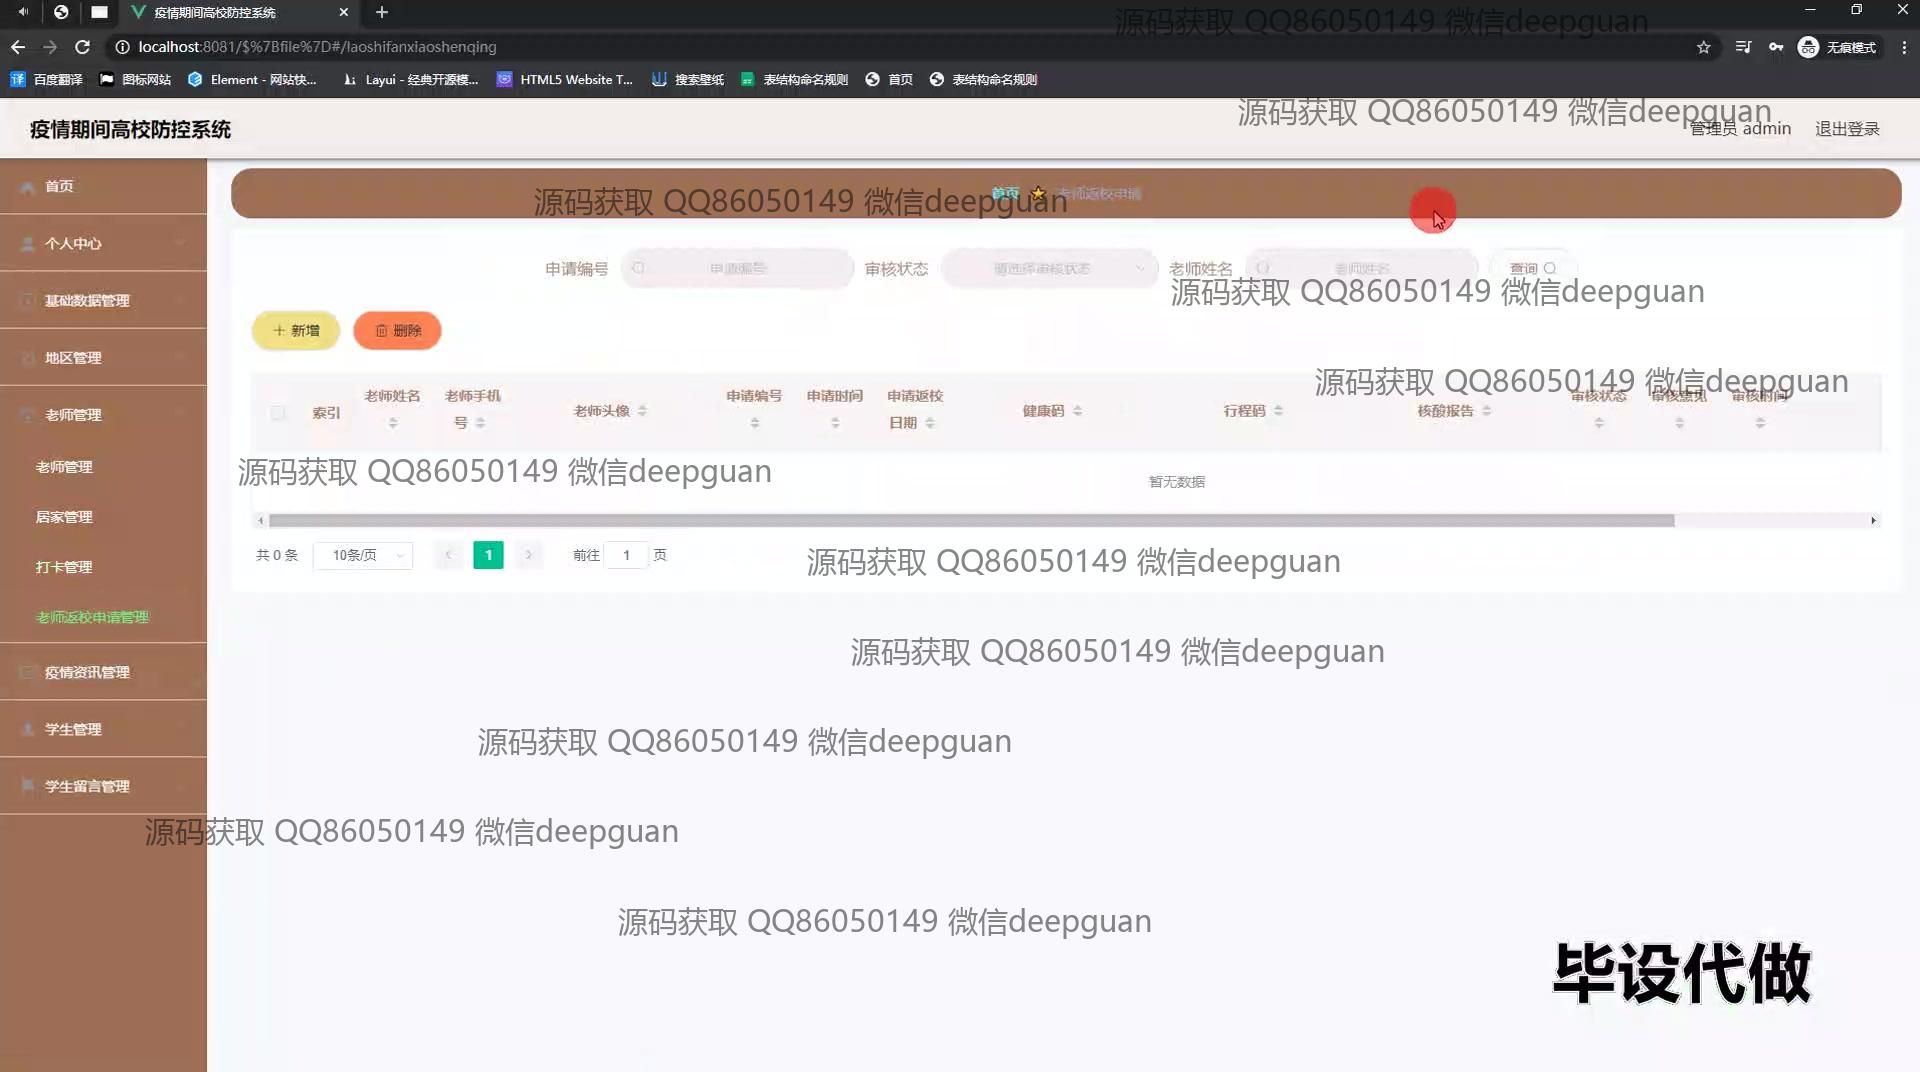 疫情期间高校防控系统
源码获取 QQ86050149 微信deepguan
localhost:8081/$%7Bfile%7D#/laoshifanxiaoshenqing
无痕模式
百度翻译 图标网站 Element - 网站快... Layui - 经典开源模... HTML5 Website T... 搜索壁纸 表结构命名规则 首页 表结构命名规则
源码获取 QQ86050149 微信deepguan
疫情期间高校防控系统
管理员 admin 退出登录
首页
首页 老师返校申请
源码获取 QQ86050149 微信deepguan
个人中心
申请编号 申请编号 审核状态 请选择审核状态 老师姓名 老师姓名 查询
源码获取 QQ86050149 微信deepguan
基础数据管理
+ 新增 删除
地区管理
源码获取 QQ86050149 微信deepguan
索引 老师姓名 老师手机号 老师头像 申请编号 申请时间 申请返校日期 健康码 行程码 核酸报告 审核状态 审核意见 审核时间
老师管理
老师管理
源码获取 QQ86050149 微信deepguan
暂无数据
居家管理
共 0 条 10条/页 1 前往 1 页
源码获取 QQ86050149 微信deepguan
打卡管理
老师返校申请管理
源码获取 QQ86050149 微信deepguan
疫情资讯管理
学生管理
源码获取 QQ86050149 微信deepguan
学生留言管理
源码获取 QQ86050149 微信deepguan
源码获取 QQ86050149 微信deepguan
毕设代做